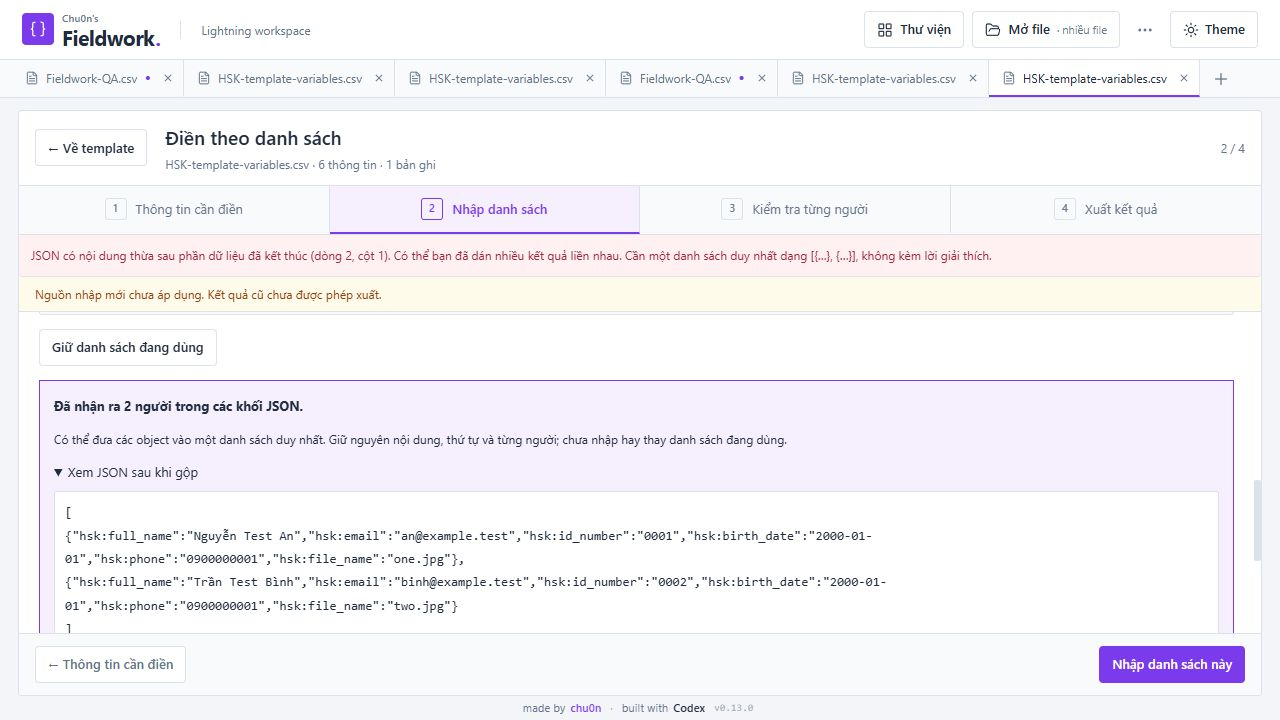 { }
Chu0n's
Fieldwork.
Lightning workspace
Thư viện
Mở file · nhiều file
Theme
Fieldwork-QA.csv
HSK-template-variables.csv
HSK-template-variables.csv
Fieldwork-QA.csv
HSK-template-variables.csv
HSK-template-variables.csv
← Về template
Điền theo danh sách
HSK-template-variables.csv · 6 thông tin · 1 bản ghi
2 / 4
1 Thông tin cần điền
2 Nhập danh sách
3 Kiểm tra từng người
4 Xuất kết quả
JSON có nội dung thừa sau phần dữ liệu đã kết thúc (dòng 2, cột 1). Có thể bạn đã dán nhiều kết quả liền nhau. Cần một danh sách duy nhất dạng [{...}, {...}], không kèm lời giải thích.
Nguồn nhập mới chưa áp dụng. Kết quả cũ chưa được phép xuất.
Giữ danh sách đang dùng
Đã nhận ra 2 người trong các khối JSON.
Có thể đưa các object vào một danh sách duy nhất. Giữ nguyên nội dung, thứ tự và từng người; chưa nhập hay thay danh sách đang dùng.
▼ Xem JSON sau khi gộp
[
{"hsk:full_name":"Nguyễn Test An","hsk:email":"an@example.test","hsk:id_number":"0001","hsk:birth_date":"2000-01-
01","hsk:phone":"0900000001","hsk:file_name":"one.jpg"},
{"hsk:full_name":"Trần Test Bình","hsk:email":"binh@example.test","hsk:id_number":"0002","hsk:birth_date":"2000-01-
01","hsk:phone":"0900000001","hsk:file_name":"two.jpg"}
]
← Thông tin cần điền
Nhập danh sách này
made by chu0n · built with Codex v0.13.0